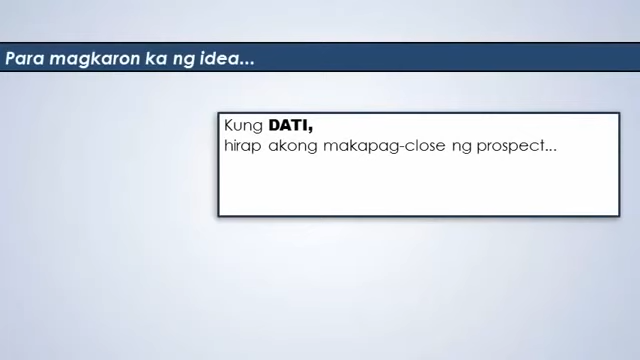 Para magkaron ka ng idea...
Kung DATI,
hirap akong makapag-close ng prospect...